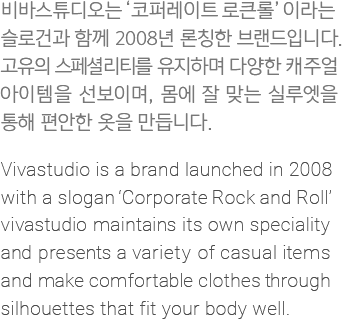 비바스튜디오는 ‘코퍼레이트 로큰롤’ 이라는
슬로건과 함께 2008년 론칭한 브랜드입니다.
고유의 스페셜리티를 유지하며 다양한 캐주얼
아이템을 선보이며, 몸에 잘 맞는 실루엣을
통해 편안한 옷을 만듭니다.
Vivastudio is a brand launched in 2008
with a slogan ‘Corporate Rock and Roll’
vivastudio maintains its own speciality
and presents a variety of casual items
and make comfortable clothes through
silhouettes that fit your body well.